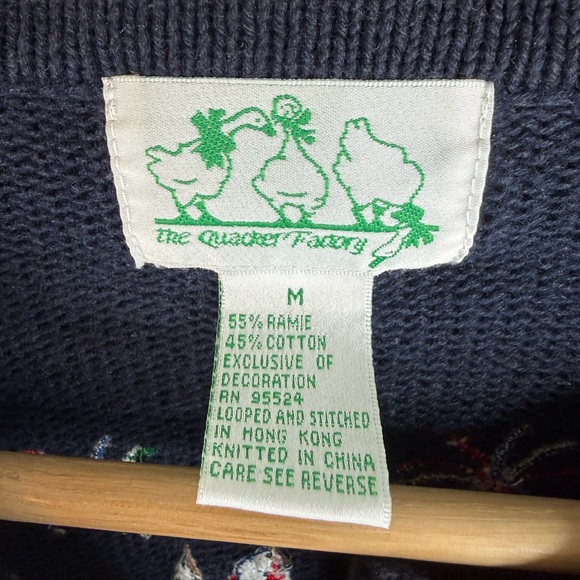 the Quacker Factory
M
55% RAMIE
45% COTTON
EXCLUSIVE OF
DECORATION
RN 95524
LOOPED AND STITCHED
IN HONG KONG
KNITTED IN CHINA
CARE SEE REVERSE